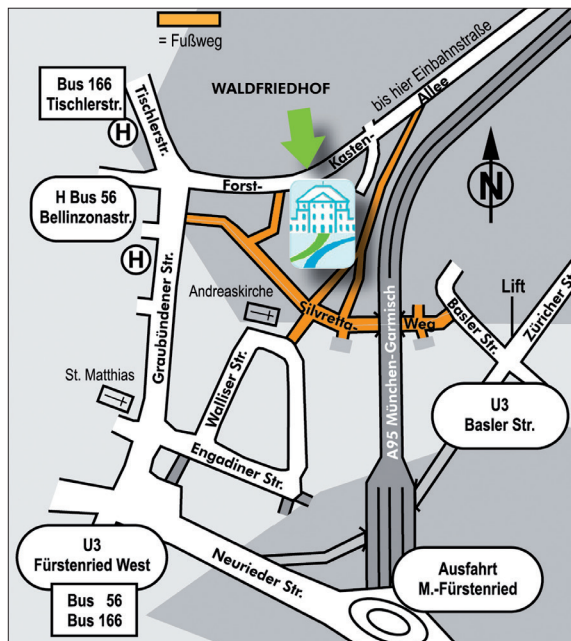 = Fußweg
Bus 166
Tischlerstr.
Tischlerstr.
H
WALDFRIEDHOF
bis hier Einbahnstraße
Forst-
Kasten-
Allee
N
H Bus 56
Bellinzonastr.
H
Graubündener Str.
Andreaskirche
Silvretta-
Weg
Basler Str.
Lift
Züricher St
St. Matthias
Walliser Str.
A95 München-Garmisch
U3
Basler Str.
Engadiner Str.
U3
Fürstenried West
Neurieder Str.
Ausfahrt
M.-Fürstenried
Bus 56
Bus 166